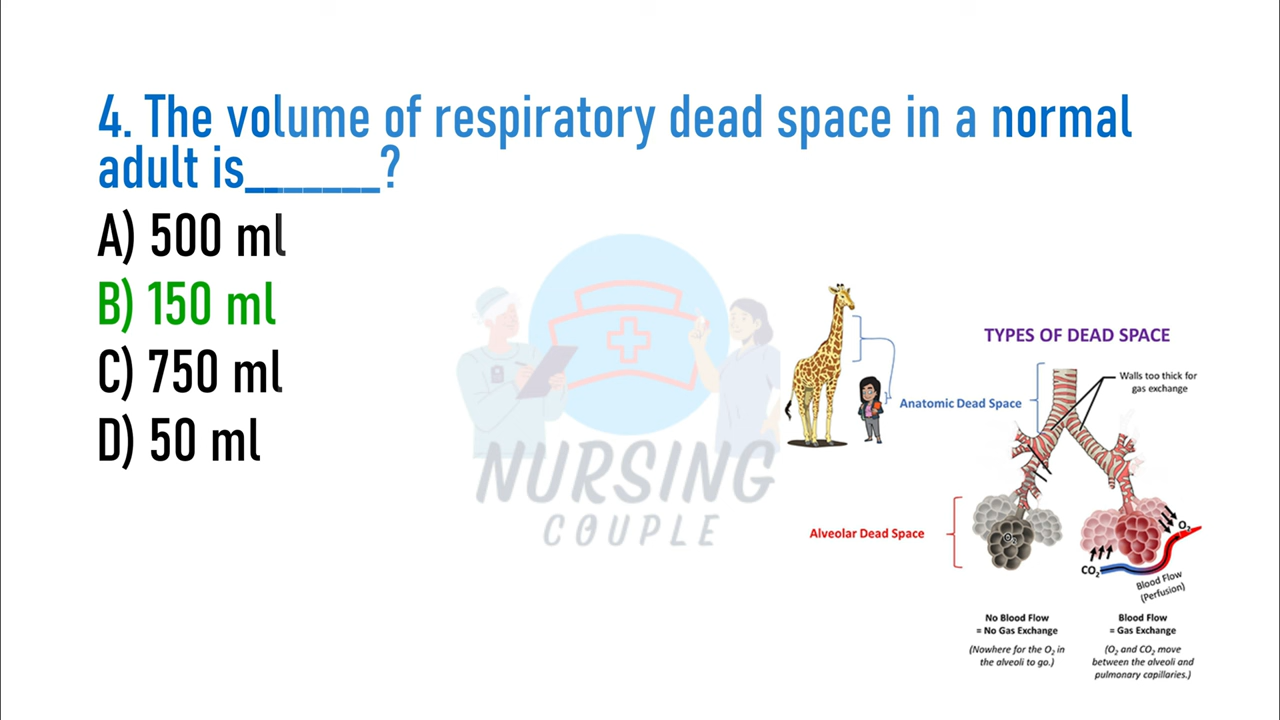 4. The volume of respiratory dead space in a normal
adult is_______?
A) 500 ml
B) 150 ml
C) 750 ml
D) 50 ml
NURSING
COUPLE
TYPES OF DEAD SPACE
Walls too thick for
gas exchange
Anatomic Dead Space
Alveolar Dead Space
O₂
O₂
CO₂
Blood Flow
(Perfusion)
No Blood Flow
= No Gas Exchange
(Nowhere for the O₂ in
the alveoli to go.)
Blood Flow
= Gas Exchange
(O₂ and CO₂ move
between the alveoli and
pulmonary capillaries.)